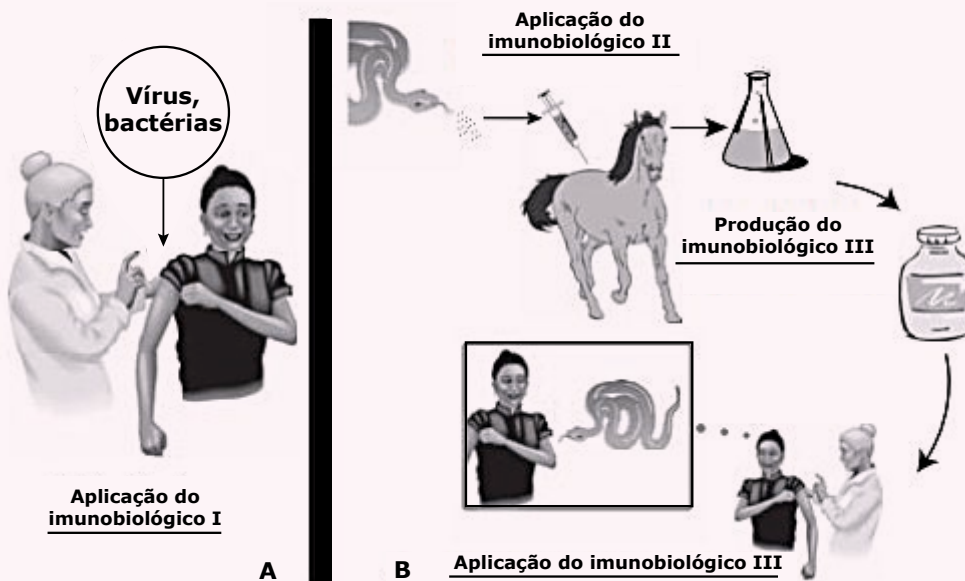 Vírus,
bactérias
Aplicação do
imunobiológico I
A
Aplicação do
imunobiológico II
Produção do
imunobiológico III
B
Aplicação do imunobiológico III